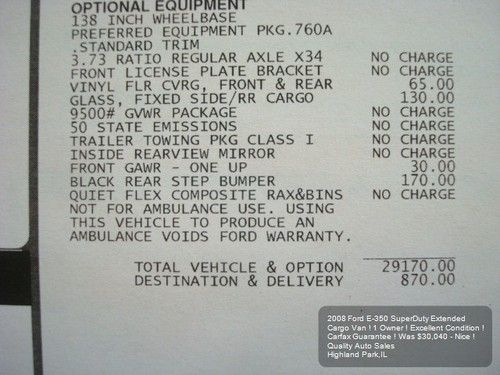 OPTIONAL EQUIPMENT
138 INCH WHEELBASE
PREFERRED EQUIPMENT PKG.760A
.STANDARD TRIM
3.73 RATIO REGULAR AXLE X34 NO CHARGE
FRONT LICENSE PLATE BRACKET NO CHARGE
VINYL FLR CVRG, FRONT & REAR 65.00
GLASS, FIXED SIDE/RR CARGO 130.00
9500# GVWR PACKAGE NO CHARGE
50 STATE EMISSIONS NO CHARGE
TRAILER TOWING PKG CLASS I NO CHARGE
INSIDE REARVIEW MIRROR NO CHARGE
FRONT GAWR - ONE UP 30.00
BLACK REAR STEP BUMPER 170.00
QUIET FLEX COMPOSITE RAX&BINS NO CHARGE
NOT FOR AMBULANCE USE. USING
THIS VEHICLE TO PRODUCE AN
AMBULANCE VOIDS FORD WARRANTY.
TOTAL VEHICLE & OPTION 29170.00
DESTINATION & DELIVERY 870.00
2008 Ford E-350 SuperDuty Extended
Cargo Van ! 1 Owner ! Excellent Condition !
Carfax Guarantee ! Was $30,040 - Nice !
Quality Auto Sales
Highland Park,IL